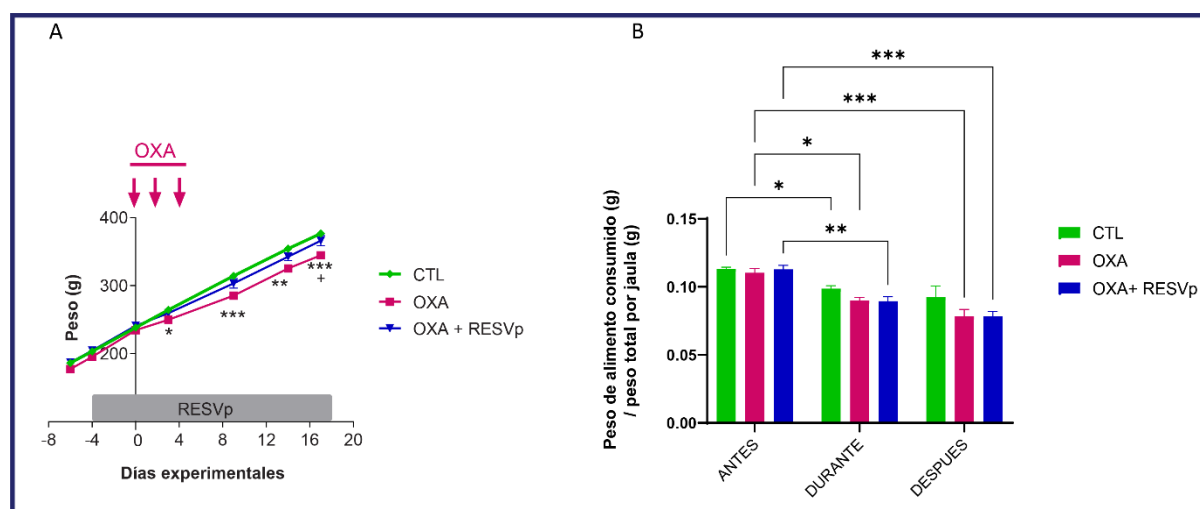 A
OXA
400
300
200
Peso (g)
*
***
**
***
+
CTL
OXA
OXA + RESVp
RESVp
-8 -4 0 4 8 12 16 20
Días experimentales
B
***
***
*
*
**
Peso de alimento consumido (g)
/ peso total por jaula (g)
0.15
0.10
0.05
0.00
ANTES
DURANTE
DESPUES
CTL
OXA
OXA+ RESVp